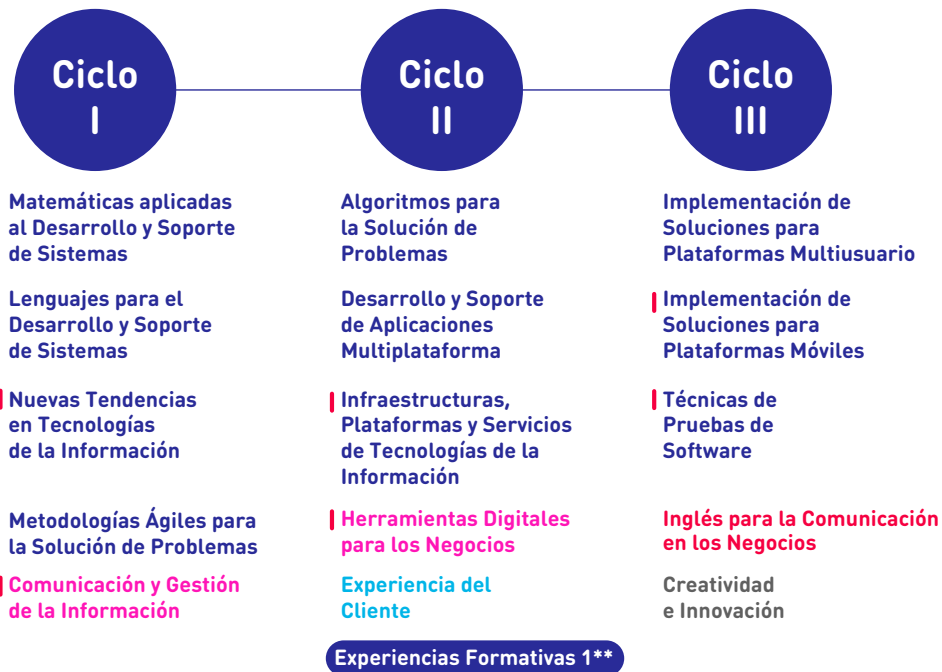 Ciclo
I
Matemáticas aplicadas
al Desarrollo y Soporte
de Sistemas
Lenguajes para el
Desarrollo y Soporte
de Sistemas
Nuevas Tendencias
en Tecnologías
de la Información
Metodologías Ágiles para
la Solución de Problemas
Comunicación y Gestión
de la Información
Ciclo
II
Algoritmos para
la Solución de
Problemas
Desarrollo y Soporte
de Aplicaciones
Multiplataforma
Infraestructuras,
Plataformas y Servicios
de Tecnologías de la
Información
Herramientas Digitales
para los Negocios
Experiencia del
Cliente
Experiencias Formativas 1**
Ciclo
III
Implementación de
Soluciones para
Plataformas Multiusuario
Implementación de
Soluciones para
Plataformas Móviles
Técnicas de
Pruebas de
Software
Inglés para la Comunicación
en los Negocios
Creatividad
e Innovación